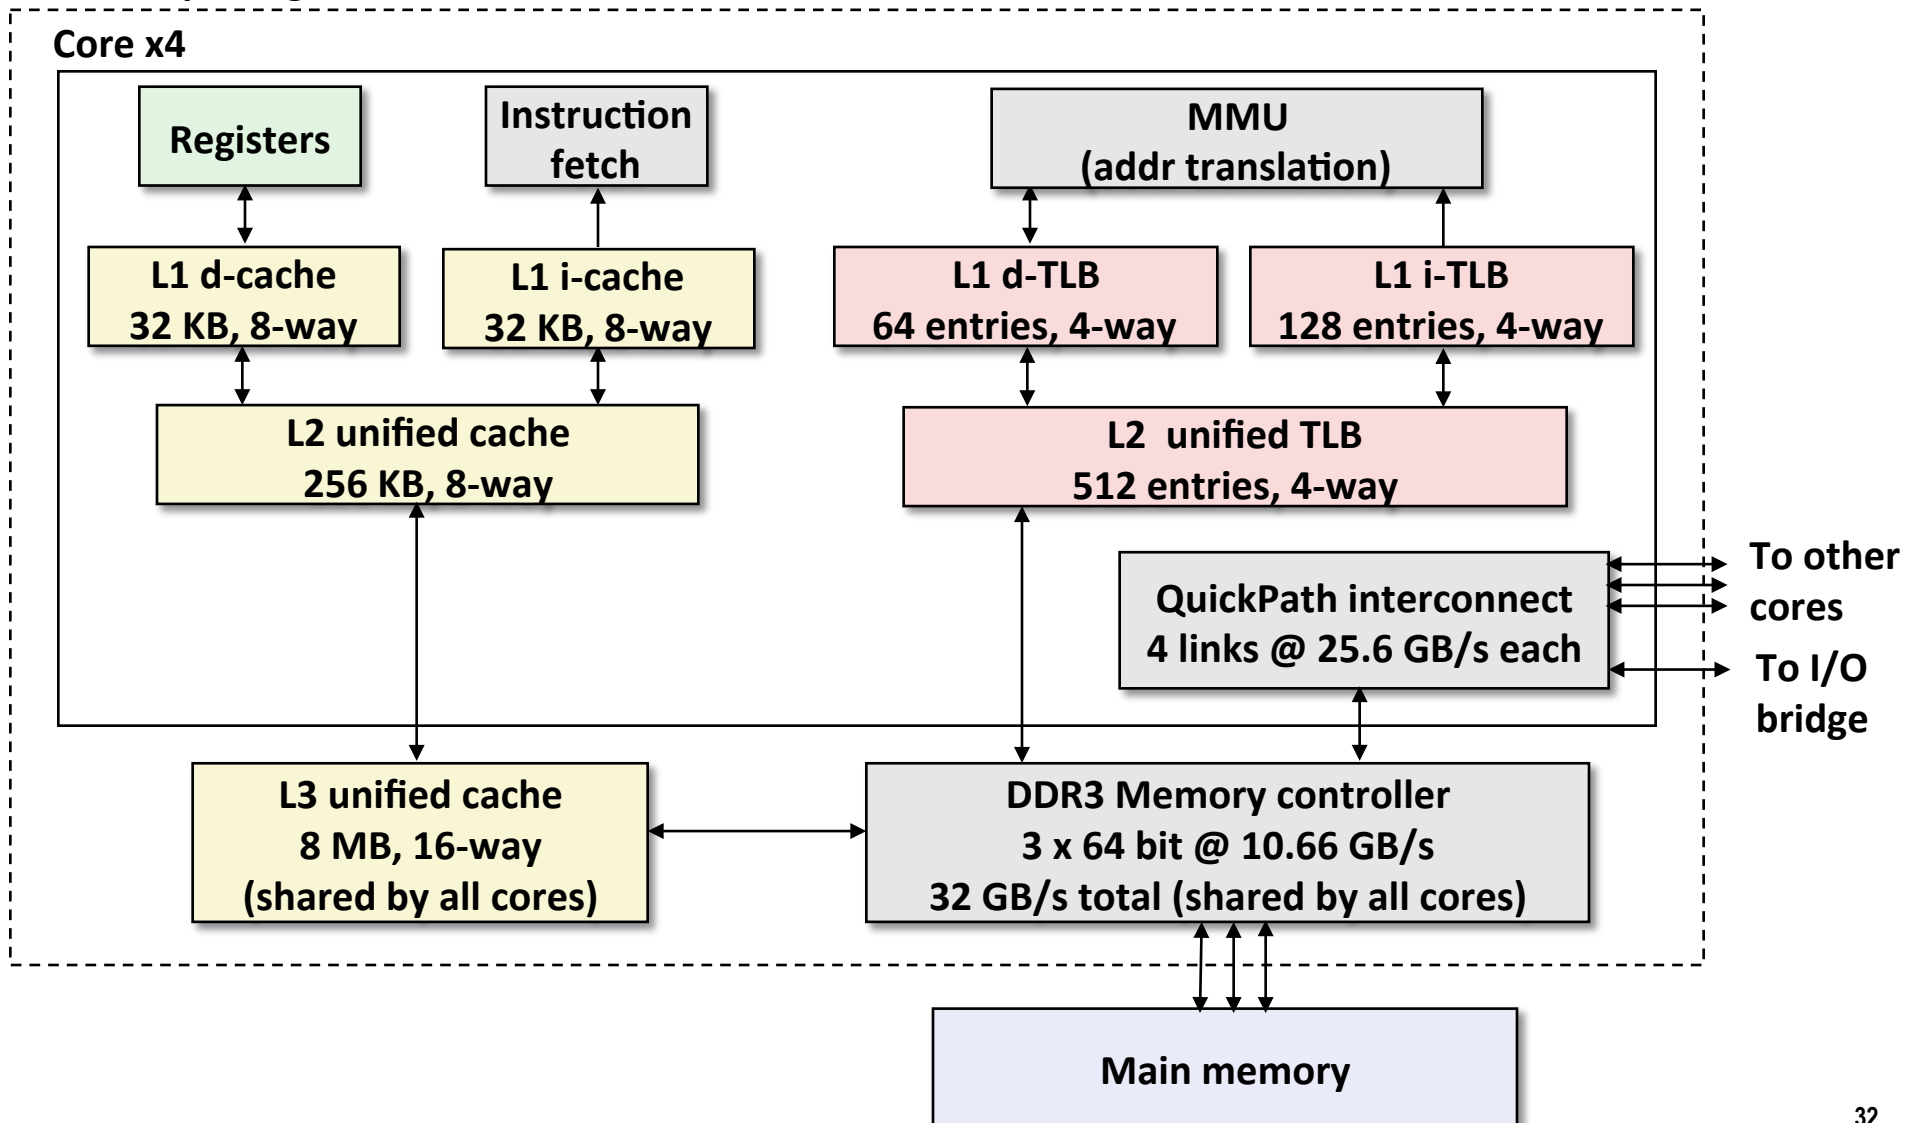 Core x4
Registers
Instruction
fetch
MMU
(addr translation)
L1 d-cache
32 KB, 8-way
L1 i-cache
32 KB, 8-way
L1 d-TLB
64 entries, 4-way
L1 i-TLB
128 entries, 4-way
L2 unified cache
256 KB, 8-way
L2 unified TLB
512 entries, 4-way
QuickPath interconnect
4 links @ 25.6 GB/s each
To other
cores
To I/O
bridge
L3 unified cache
8 MB, 16-way
(shared by all cores)
DDR3 Memory controller
3 x 64 bit @ 10.66 GB/s
32 GB/s total (shared by all cores)
Main memory
32